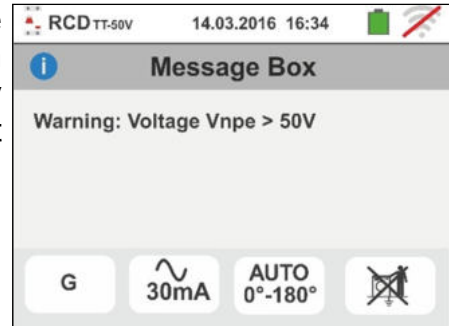 RCD TT-50V 14.03.2016 16:34
Message Box
Warning: Voltage Vnpe > 50V
G 30mA AUTO 0°-180°